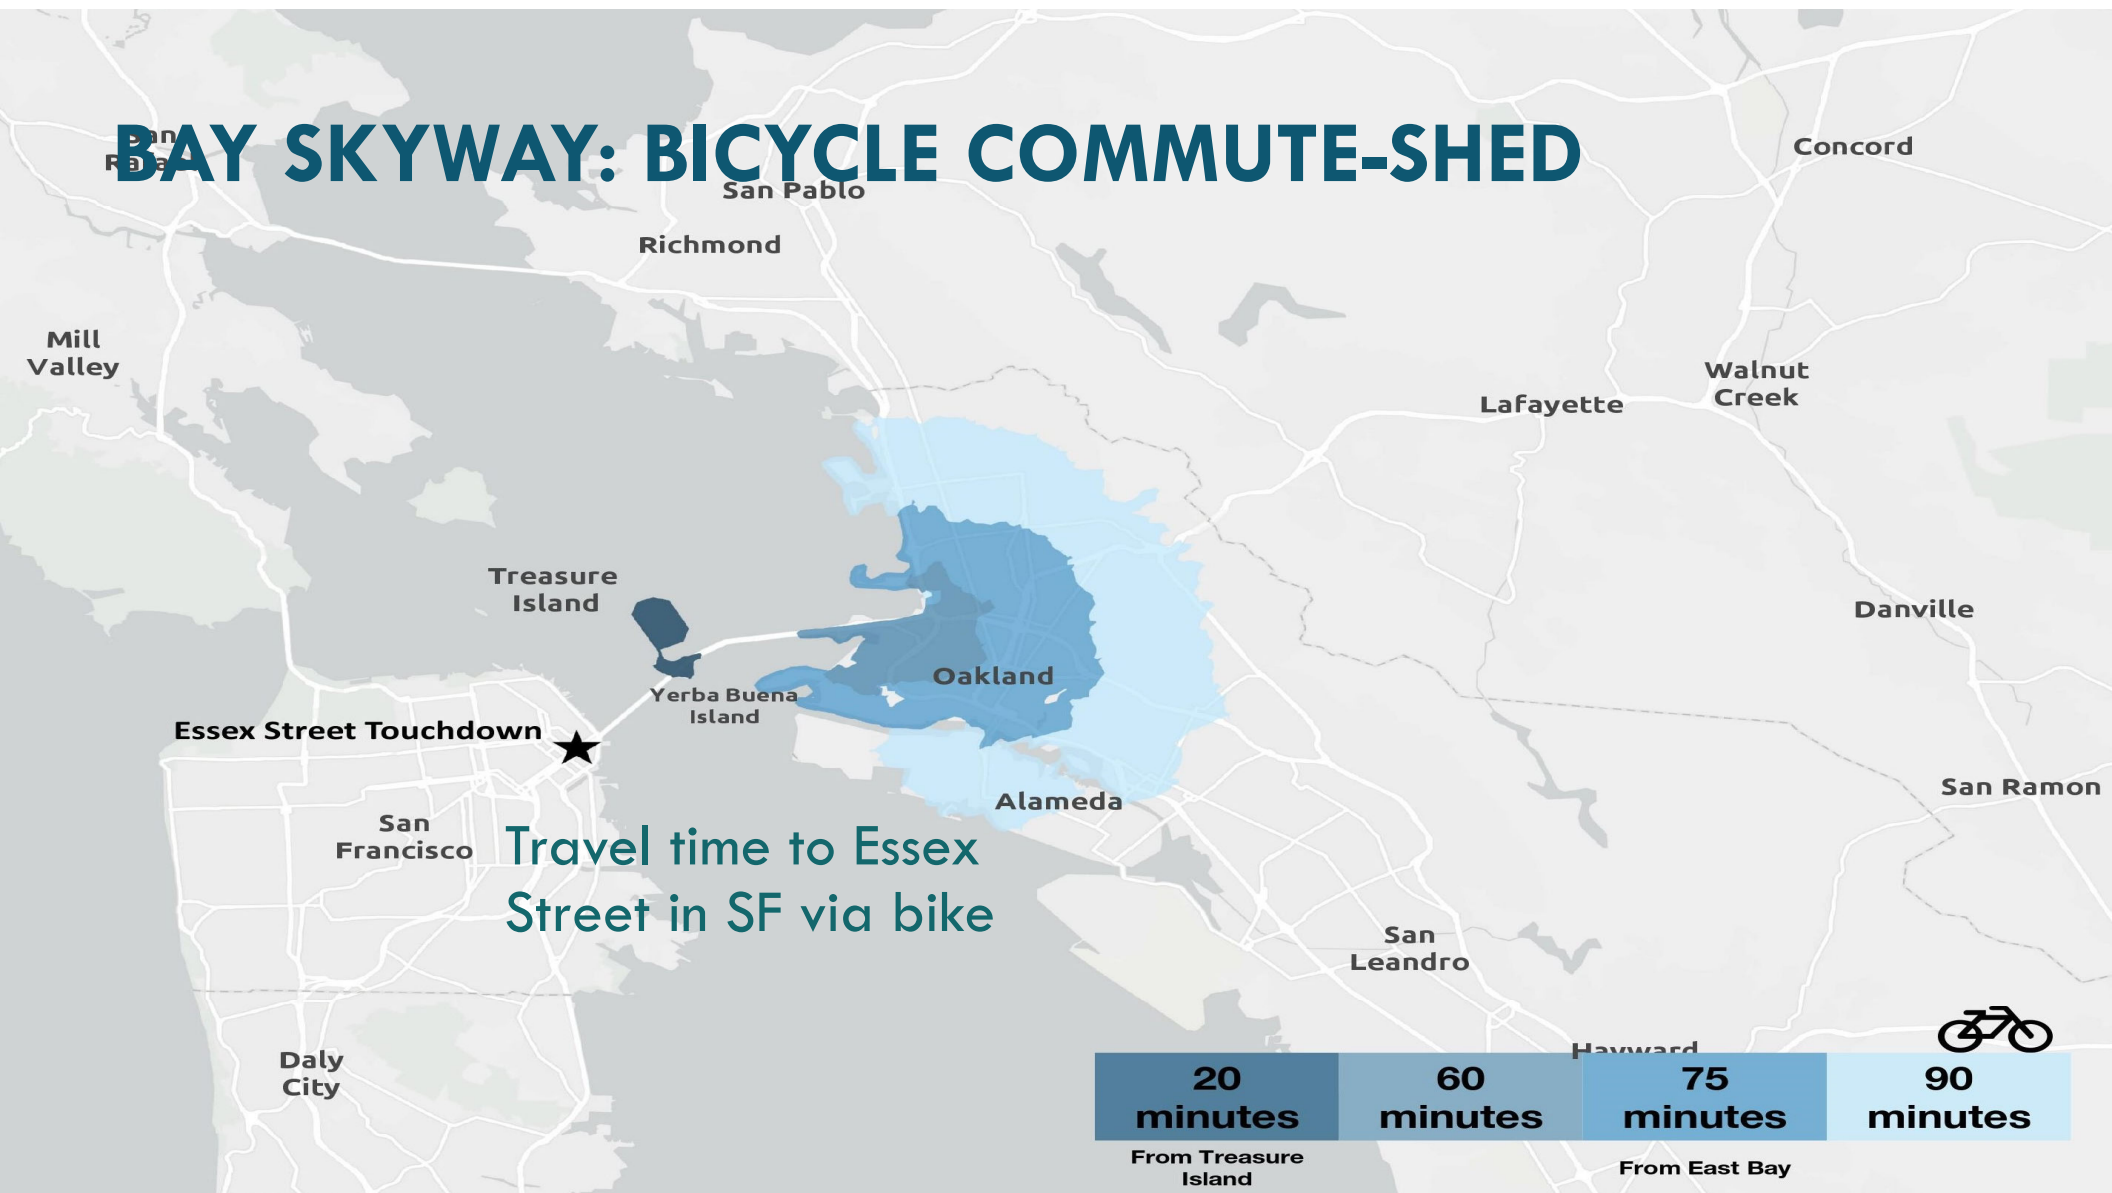 BAY SKYWAY: BICYCLE COMMUTE-SHED
San
Concord
San Pablo
Richmond
Mill
Valley
Walnut
Creek
Lafayette
Treasure
Island
Danville
Oakland
Yerba Buena
Island
Essex Street Touchdown
San Ramon
Alameda
San
Francisco
Travel time to Essex
Street in SF via bike
San
Leandro
Daly
City
Hayward
20
minutes
60
minutes
75
minutes
90
minutes
From Treasure
Island
From East Bay